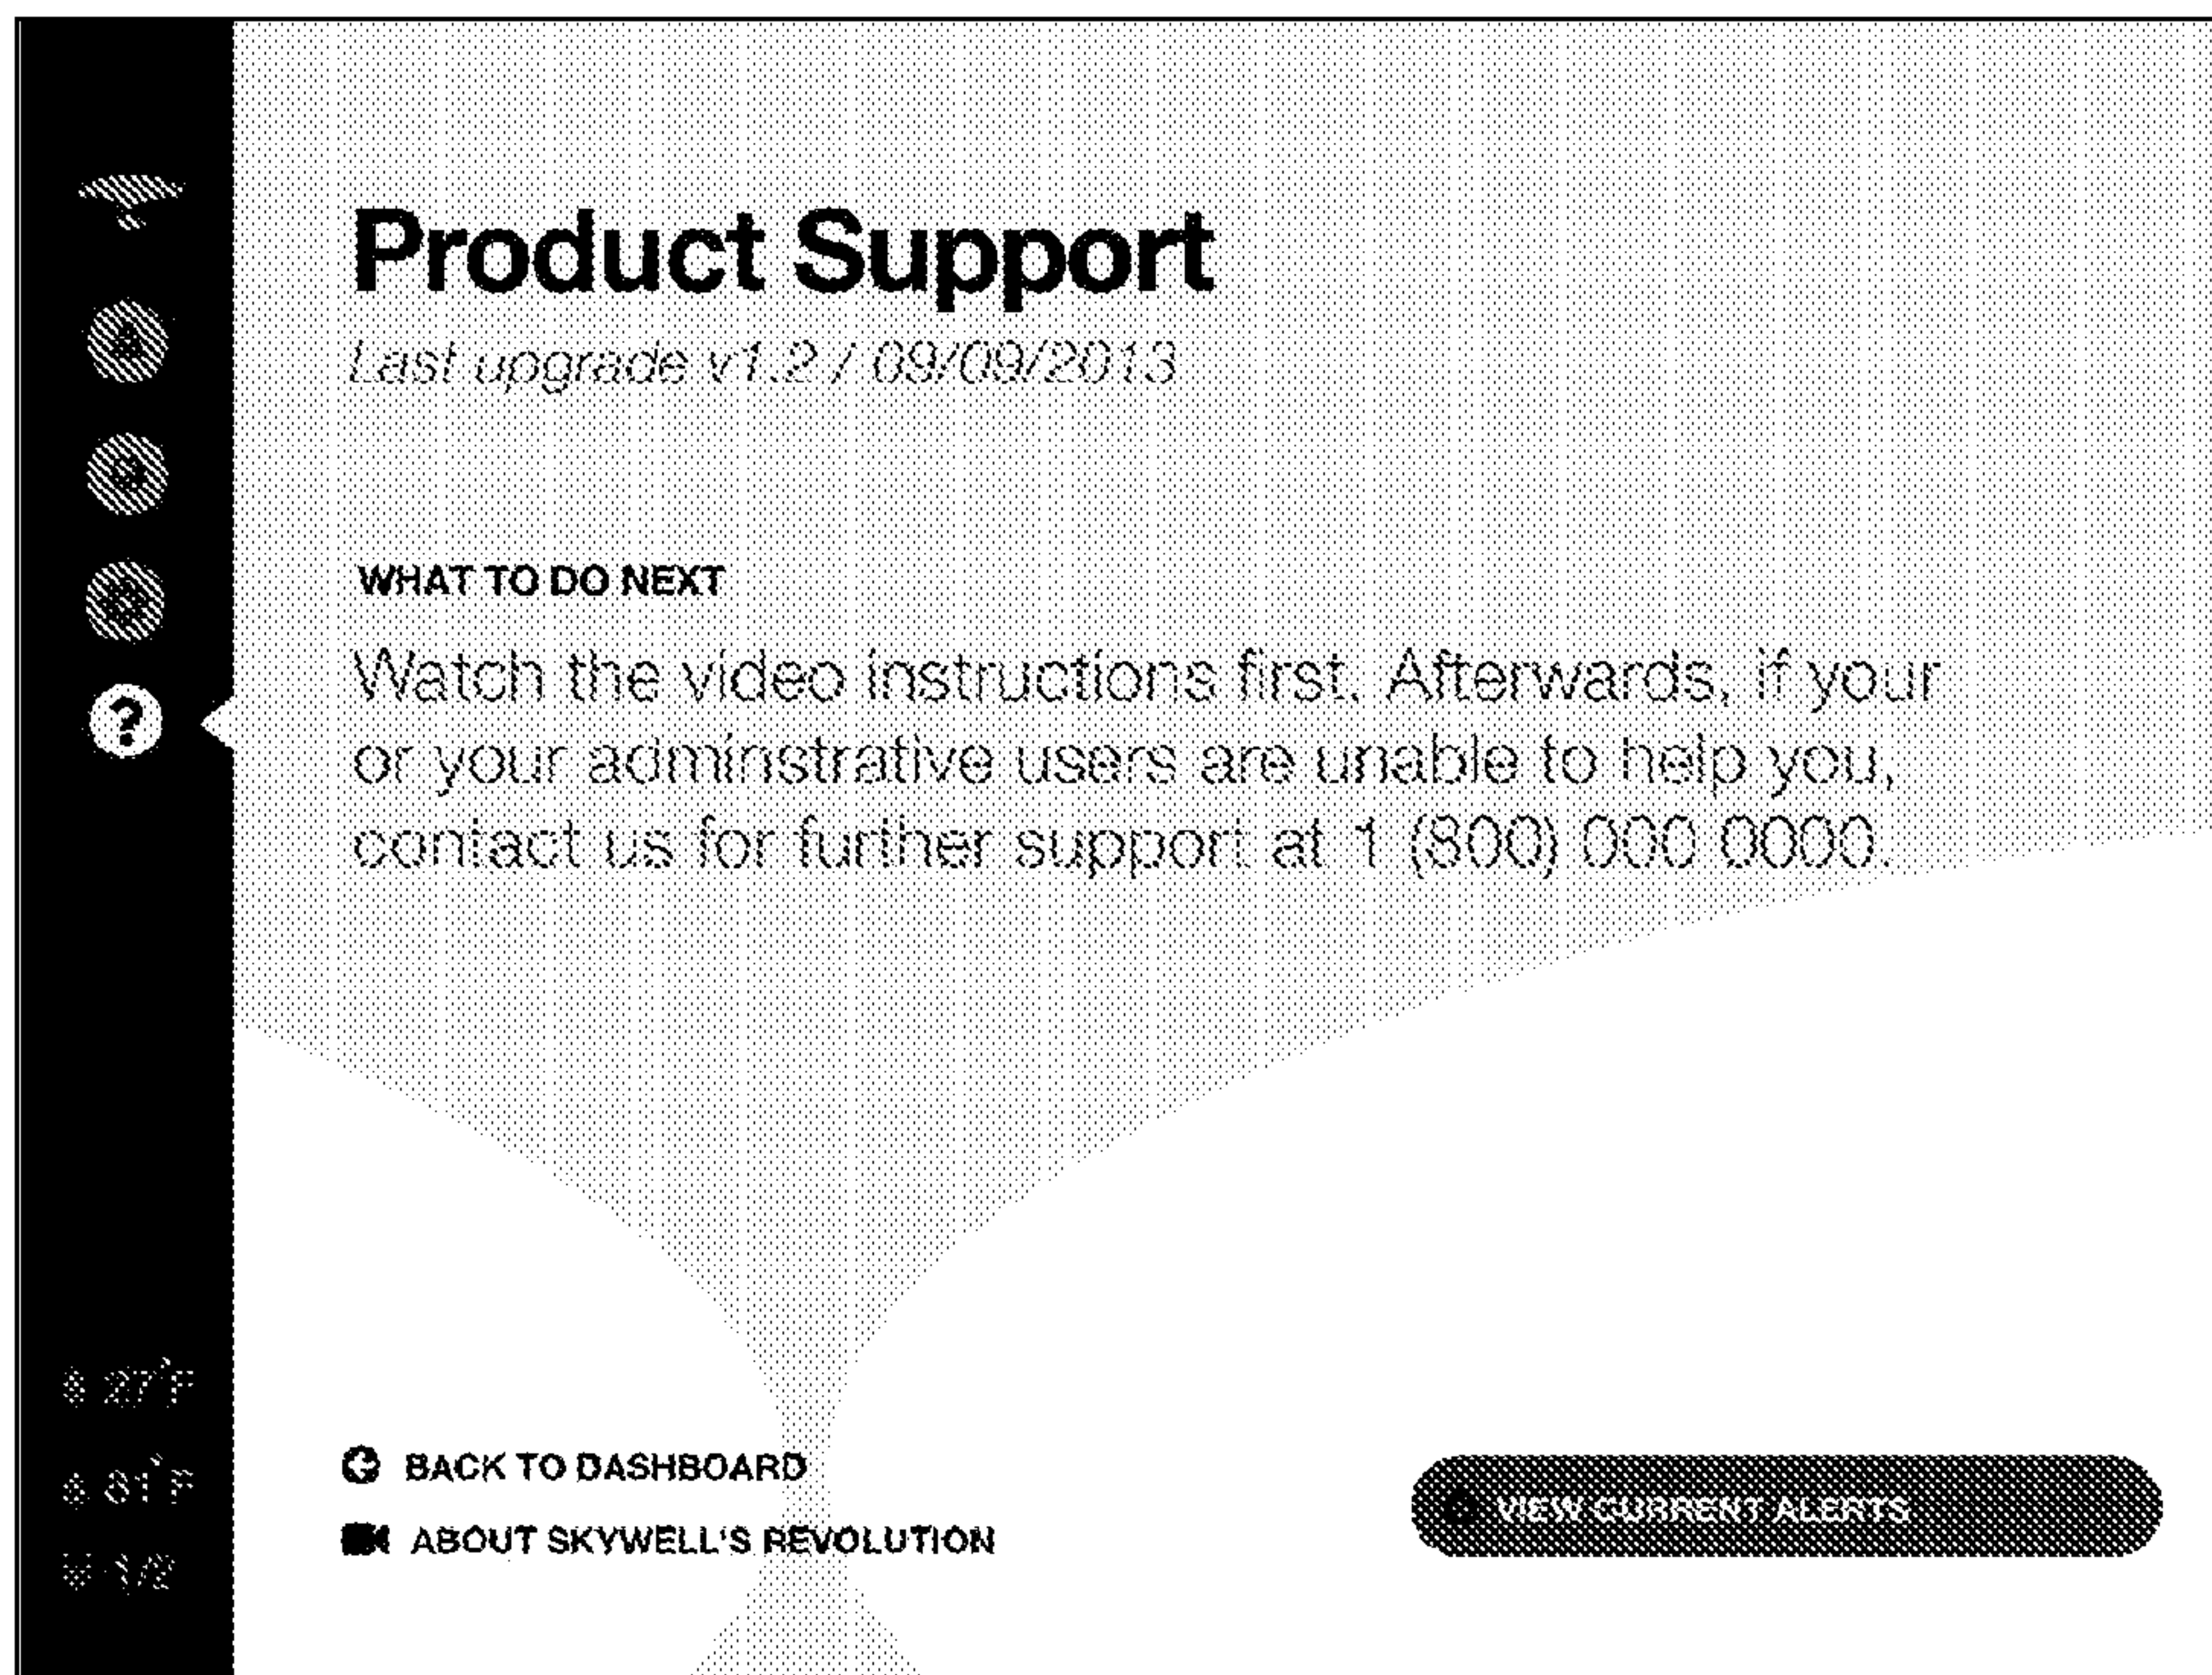 Product Support
Last upgrade v1.2 / 09/09/2013
WHAT TO DO NEXT
Watch the video instructions first. Afterwards, if your
or your adminstrative users are unable to help you,
contact us for further support at 1 (800) 000 0000.
?
27°F
81°F
1/2
BACK TO DASHBOARD
ABOUT SKYWELL'S REVOLUTION
VIEW CURRENT ALERTS